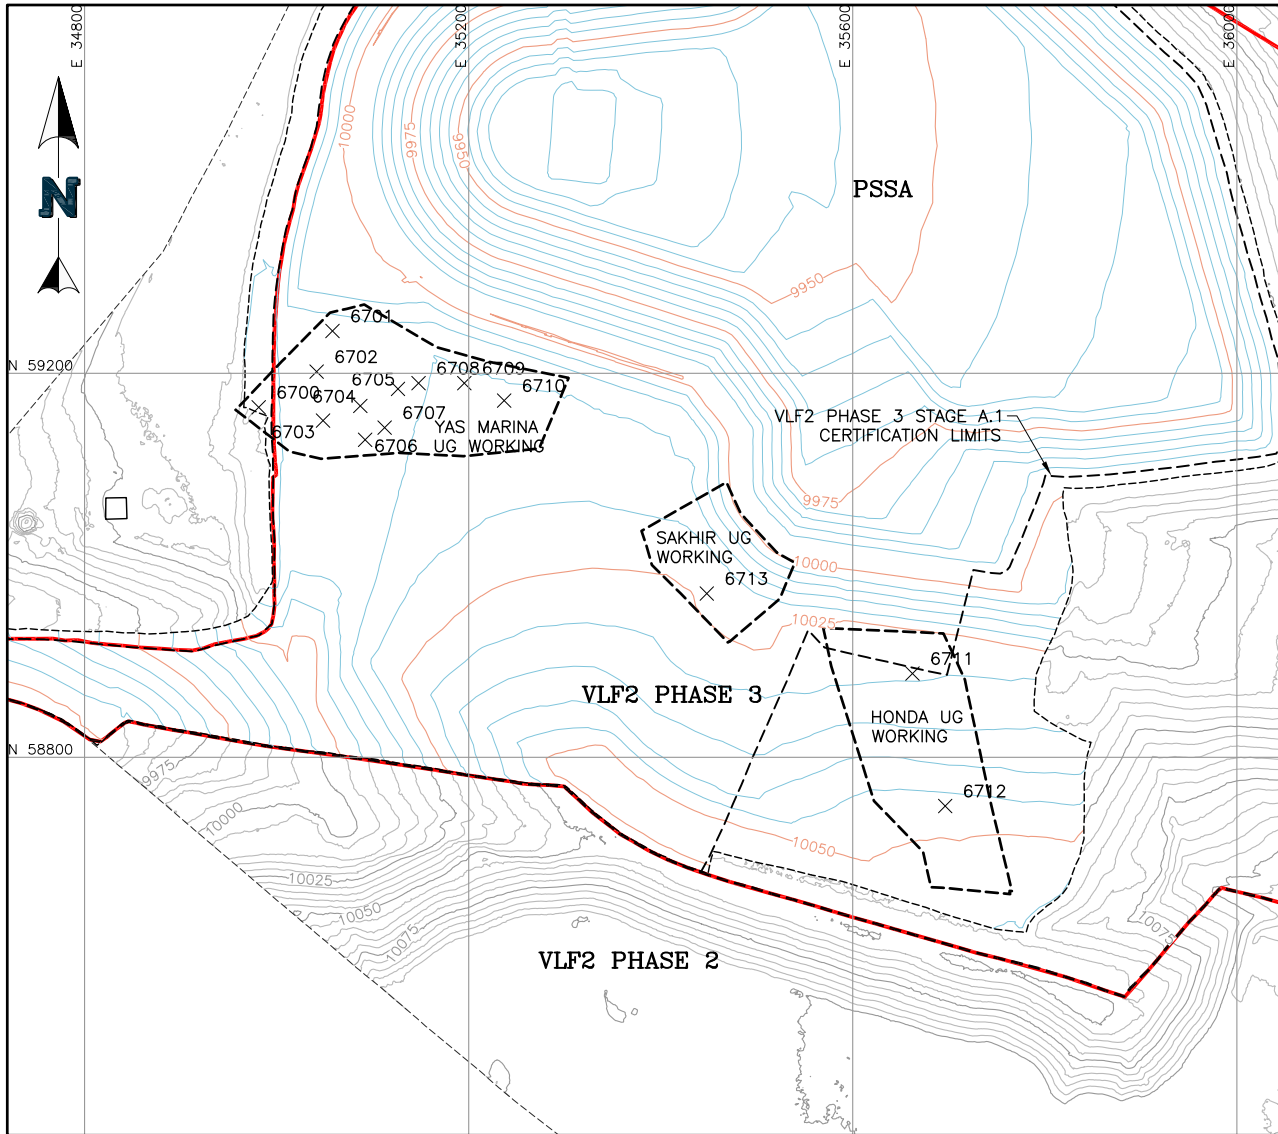 E 34800
E 35200
E 35600
E 36000
10000
9975
9950
N
PSSA
9950
6701
N 59200
6702
6708
6709
6705
6710
6700
6704
6707
YAS MARINA
UG WORKING
6703
6706
VLF2 PHASE 3 STAGE A.1
CERTIFICATION LIMITS
9975
SAKHIR UG
WORKING
10000
6713
10025
6711
VLF2 PHASE 3
HONDA UG
WORKING
N 58800
9975
6712
10000
10050
10025
10050
10075
10075
VLF2 PHASE 2